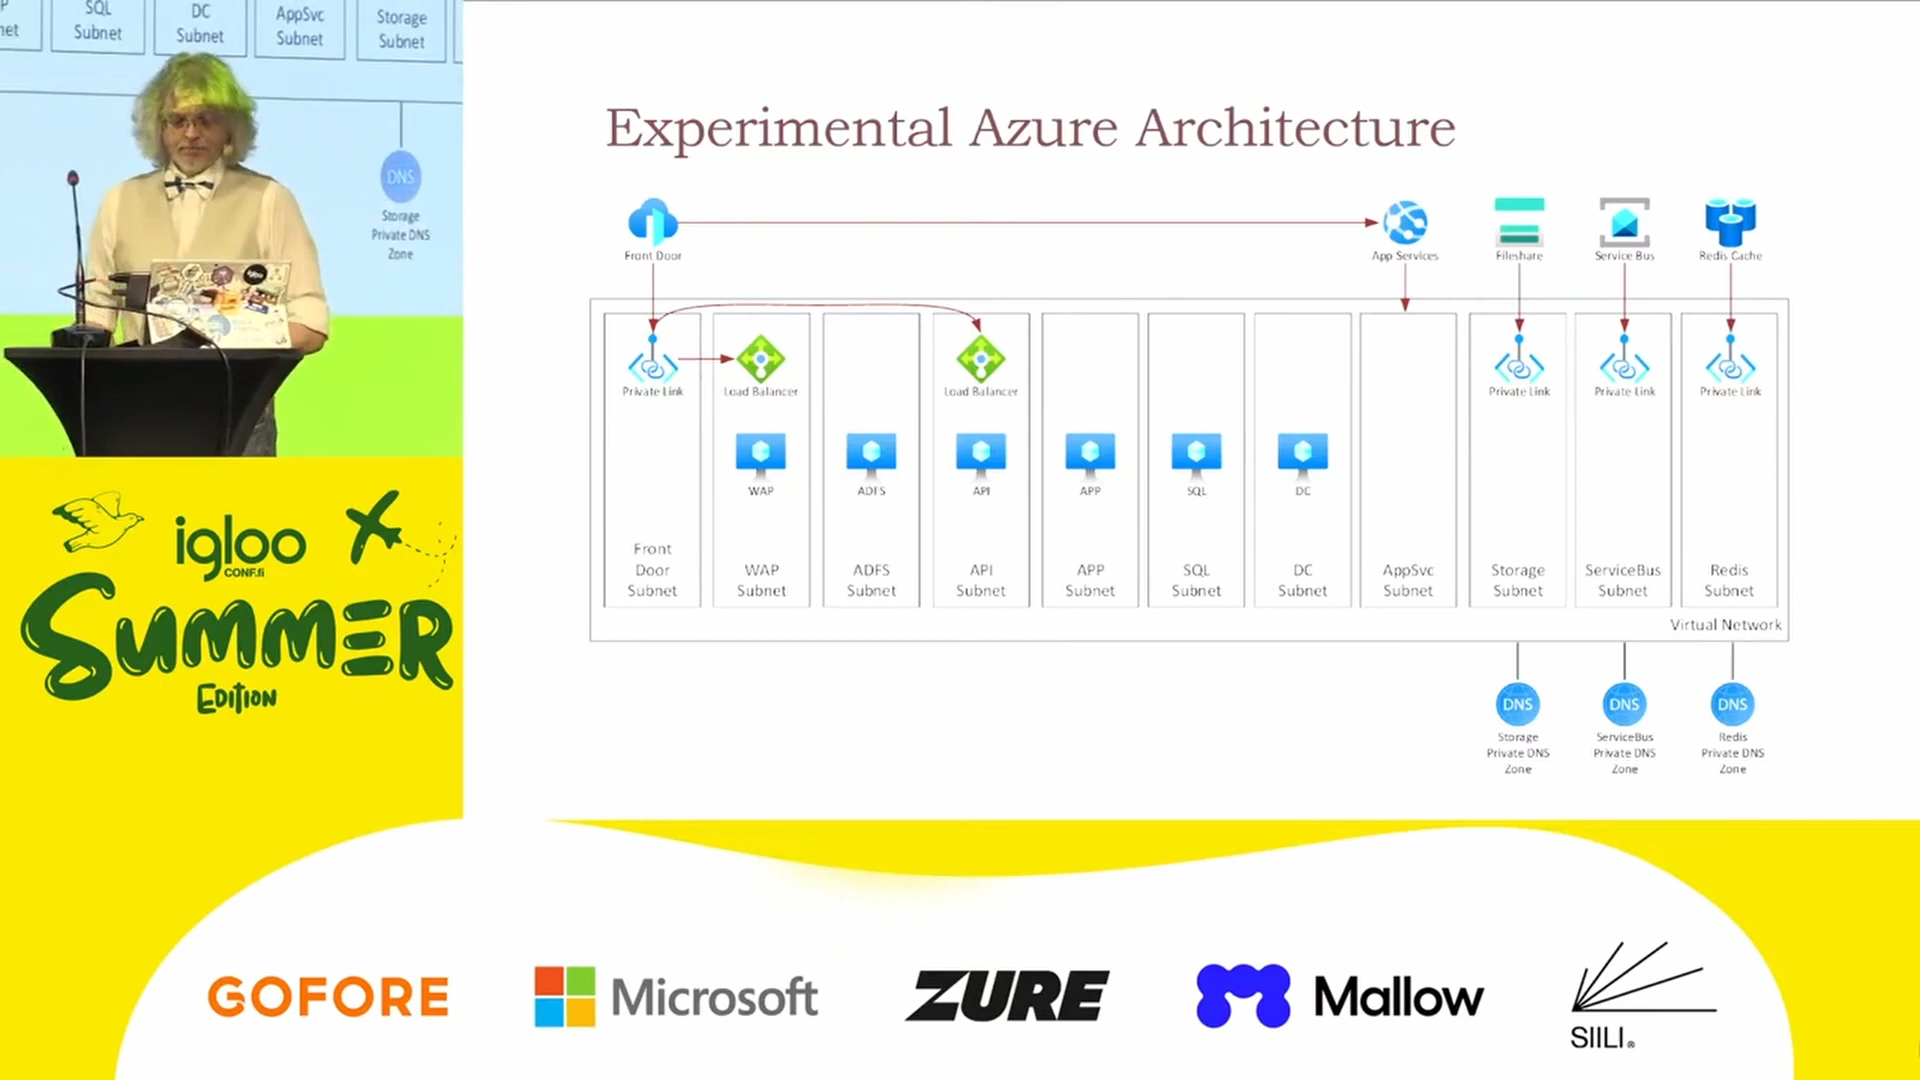 SQL
Subnet
DC
Subnet
AppSvc
Subnet
Storage
Subnet
DNS
Storage
Private DNS
Zone
igloo
igloo
CONF.fi
SUMMER
EDITION
Experimental Azure Architecture
Front Door
App Services
Fileshare
Service Bus
Redis Cache
Private Link
Load Balancer
Load Balancer
Private Link
Private Link
Private Link
WAP
ADFS
API
APP
SQL
DC
Front
Door
Subnet
WAP
Subnet
ADFS
Subnet
API
Subnet
APP
Subnet
SQL
Subnet
DC
Subnet
AppSvc
Subnet
Storage
Subnet
ServiceBus
Subnet
Redis
Subnet
Virtual Network
DNS
Storage
Private DNS
Zone
DNS
ServiceBus
Private DNS
Zone
DNS
Redis
Private DNS
Zone
GOFORE
Microsoft
ZURE
Mallow
SIILI®